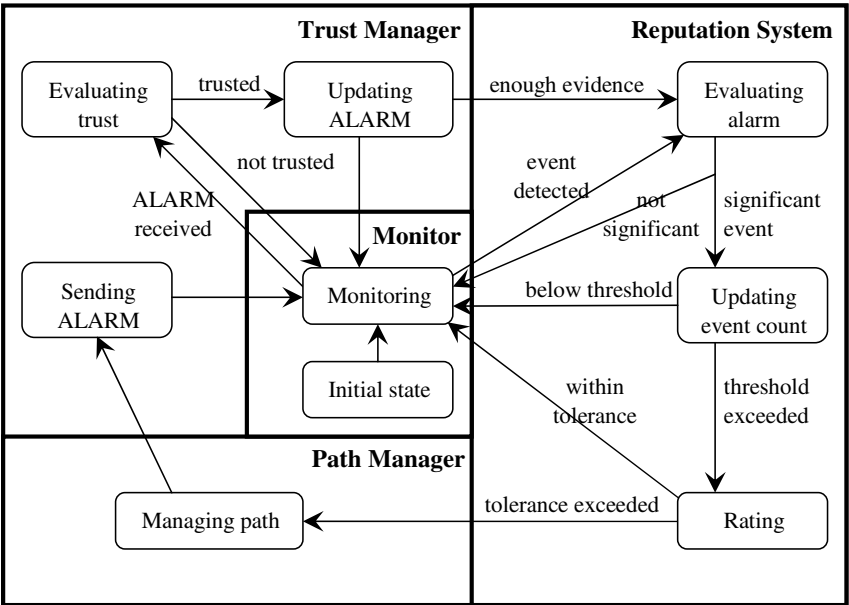 Trust Manager
Reputation System
Evaluating
trust
trusted
Updating
ALARM
enough evidence
Evaluating
alarm
not trusted
event
detected
ALARM
received
not
significant
significant
event
Monitor
Sending
ALARM
Monitoring
below threshold
Updating
event count
Initial state
within
tolerance
threshold
exceeded
Path Manager
Managing path
tolerance exceeded
Rating